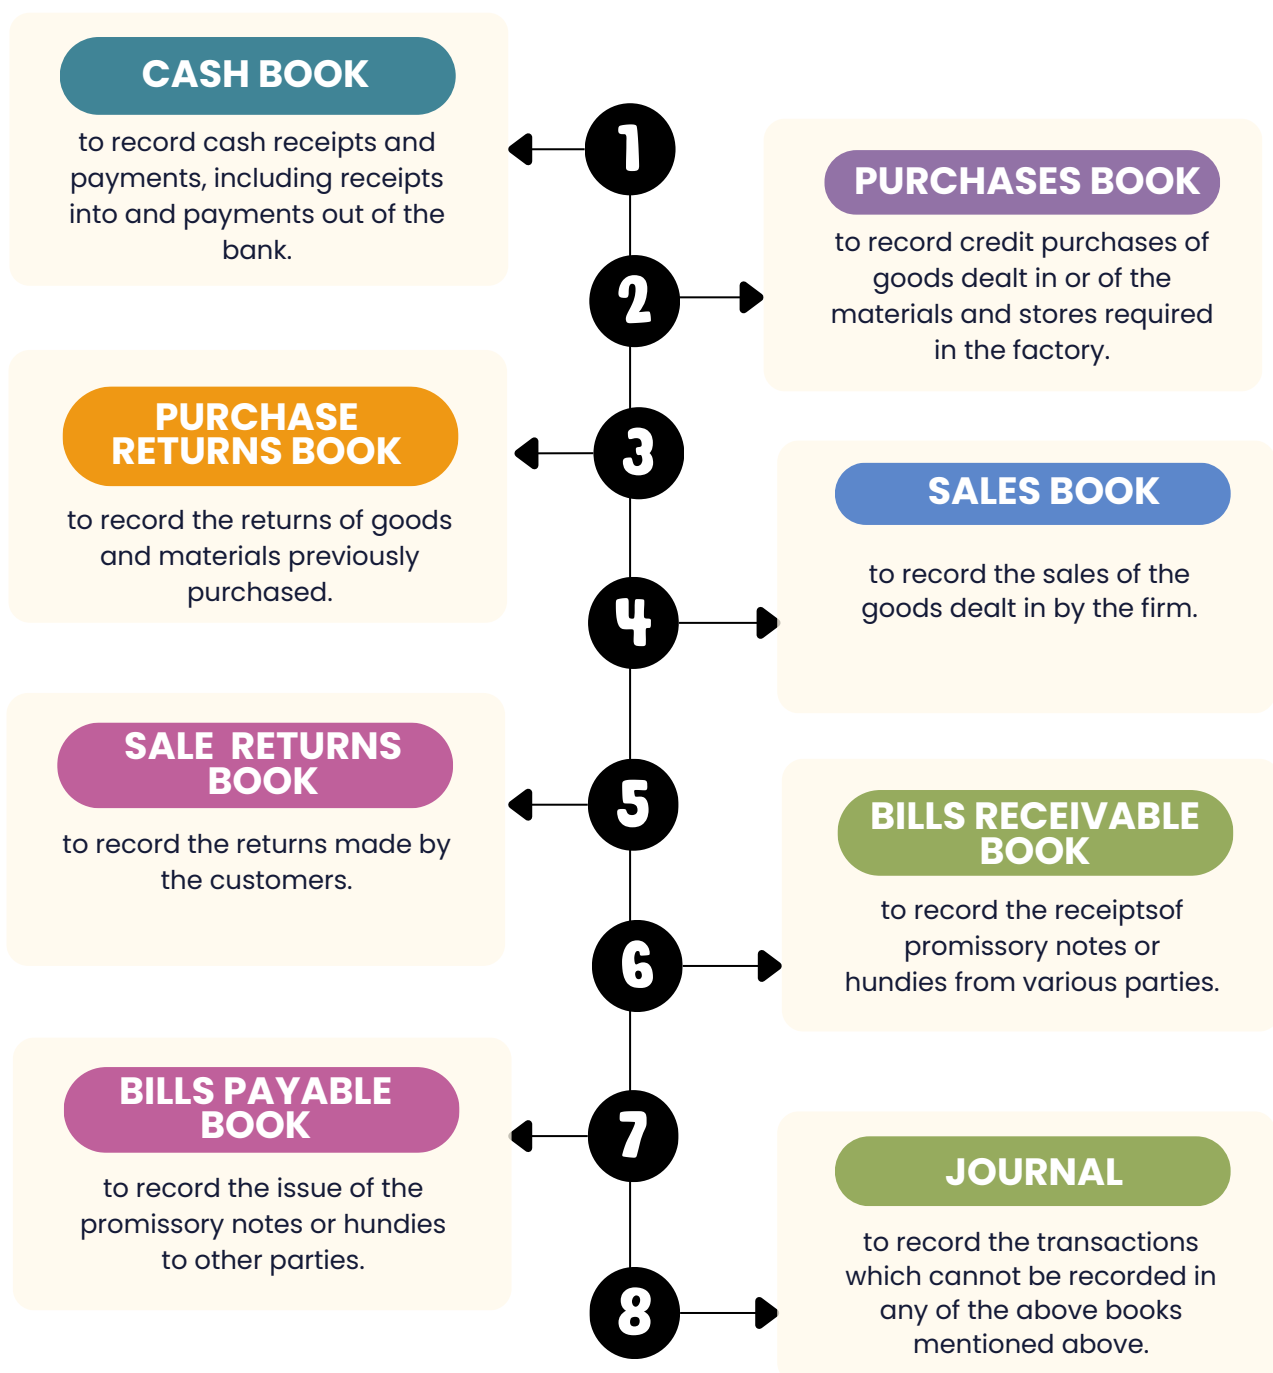 CASH BOOK
to record cash receipts and
payments, including receipts
into and payments out of the
bank.
1
2
PURCHASES BOOK
to record credit purchases of
goods dealt in or of the
materials and stores required
in the factory.
PURCHASE
RETURNS BOOK
to record the returns of goods
and materials previously
purchased.
3
4
SALES BOOK
to record the sales of the
goods dealt in by the firm.
SALE  RETURNS
BOOK
to record the returns made by
the customers.
5
6
BILLS RECEIVABLE
BOOK
to record the receiptsof
promissory notes or
hundies from various parties.
BILLS PAYABLE
BOOK
to record the issue of the
promissory notes or hundies
to other parties.
7
8
JOURNAL
to record the transactions
which cannot be recorded in
any of the above books
mentioned above.